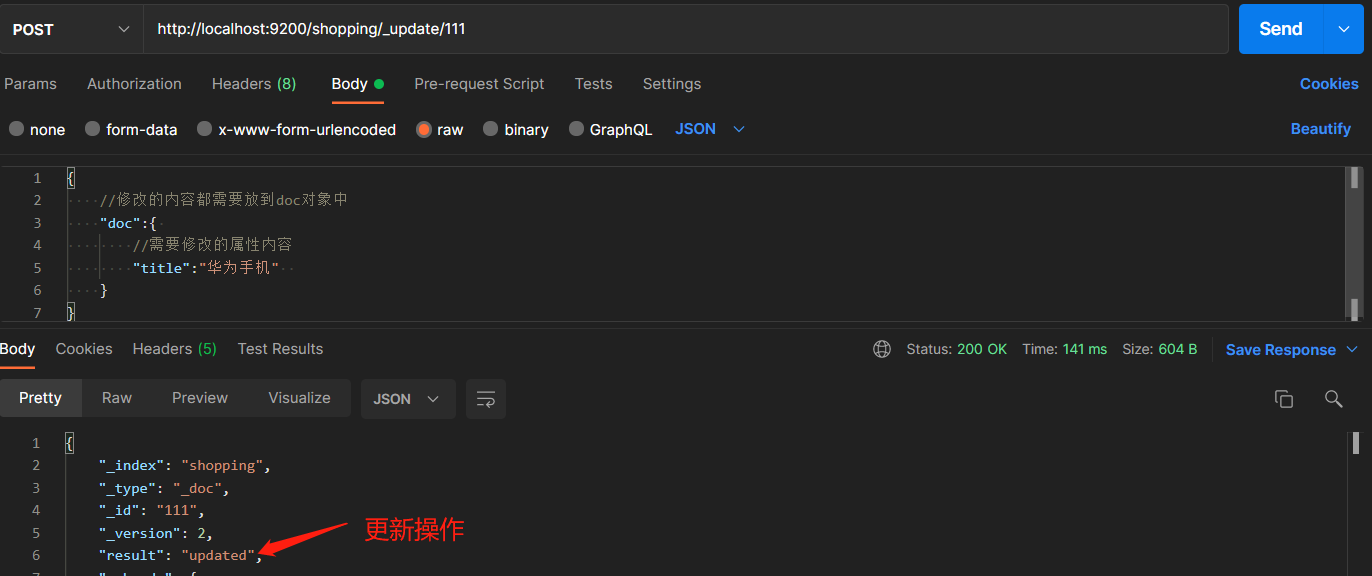 POST http://localhost:9200/shopping/_update/111 Send
Params Authorization Headers (8) Body Pre-request Script Tests Settings Cookies
none form-data x-www-form-urlencoded raw binary GraphQL JSON Beautify
1 {
2 //修改的内容都需要放到doc对象中
3 "doc":{
4 //需要修改的属性内容
5 "title":"华为手机"
6 }
7 }
Body Cookies Headers (5) Test Results Status: 200 OK Time: 141 ms Size: 604 B Save Response
Pretty Raw Preview Visualize JSON
1 {
2 "_index": "shopping",
3 "_type": "_doc",
4 "_id": "111",
5 "_version": 2,
更新操作
6 "result": "updated",